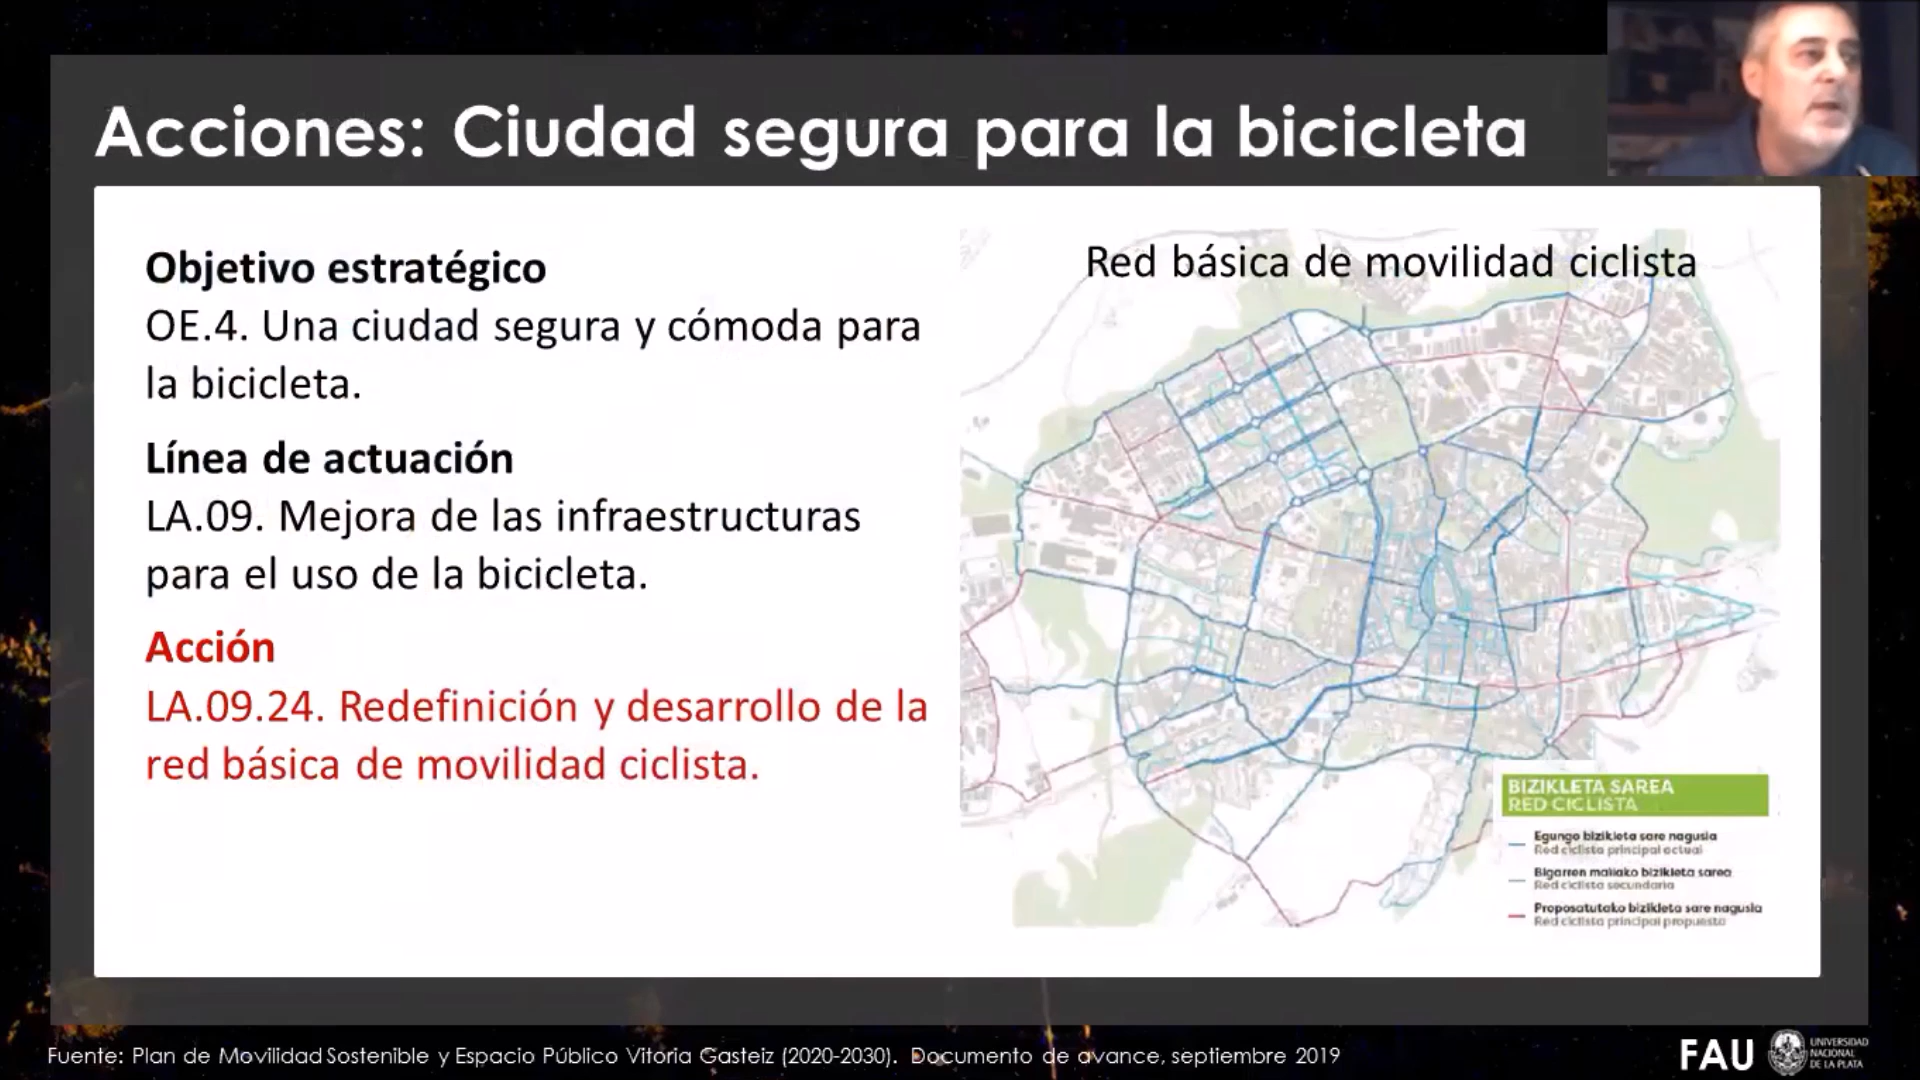 Acciones: Ciudad segura para la bicicleta
Objetivo estratégico
OE.4. Una ciudad segura y cómoda para
la bicicleta.
Línea de actuación
LA.09. Mejora de las infraestructuras
para el uso de la bicicleta.
Acción
LA.09.24. Redefinición y desarrollo de la
red básica de movilidad ciclista.
Red básica de movilidad ciclista
BIZIKLETA SAREA
RED CICLISTA
Egungo bizikleta sare nagusia
Red ciclista principal actual
Bigarren mailako bizikleta sarea
Red ciclista secundaria
Proposatutako bizikleta sare nagusia
Red ciclista principal propuesta
Fuente: Plan de Movilidad Sostenible y Espacio Público Vitoria Gasteiz (2020-2030). Documento de avance, septiembre 2019
FAU
UNIVERSIDAD
NACIONAL
DE LA PLATA